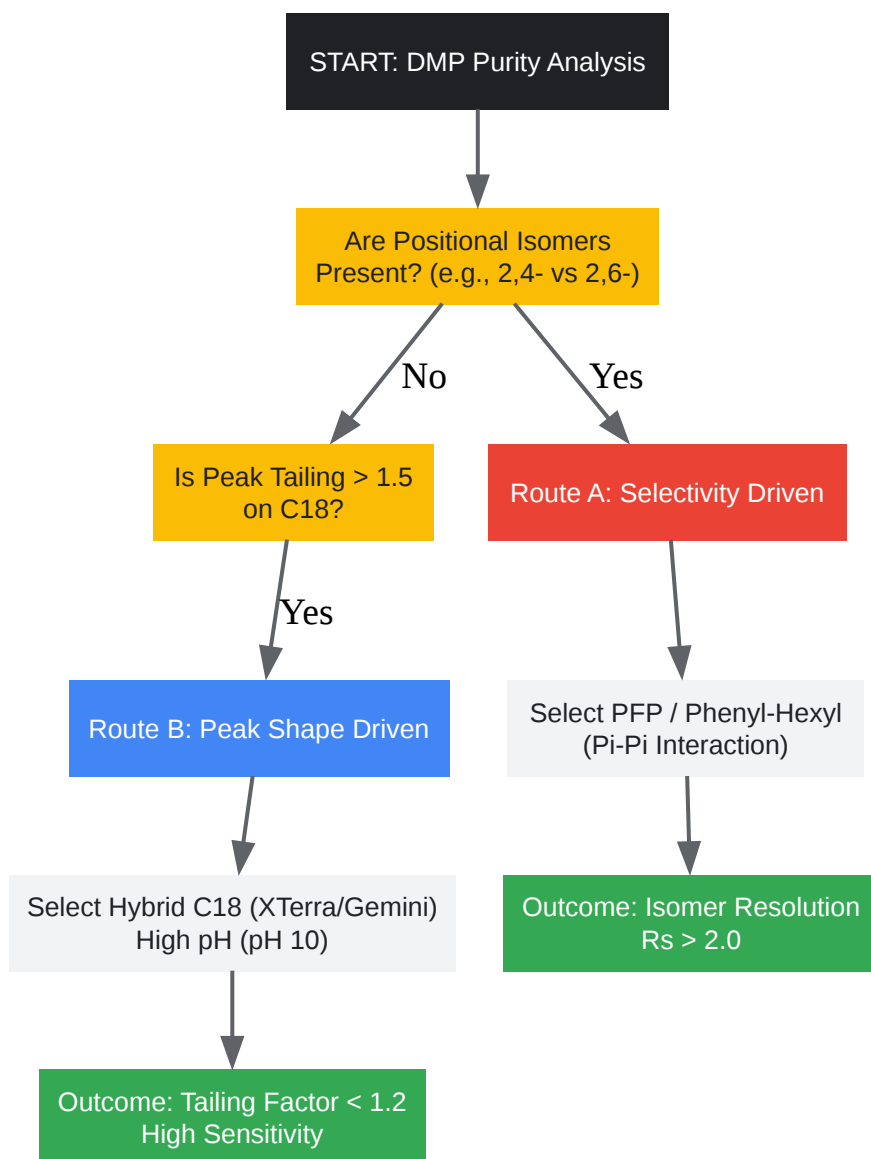 START: DMP Purity Analysis
Are Positional Isomers
Present? (e.g., 2,4- vs 2,6-)
No
Yes
Is Peak Tailing > 1.5
on C18?
Route A: Selectivity Driven
Yes
Route B: Peak Shape Driven
Select PFP / Phenyl-Hexyl
(Pi-Pi Interaction)
Select Hybrid C18 (XTerra/Gemini)
High pH (pH 10)
Outcome: Isomer Resolution
Rs > 2.0
Outcome: Tailing Factor < 1.2
High Sensitivity